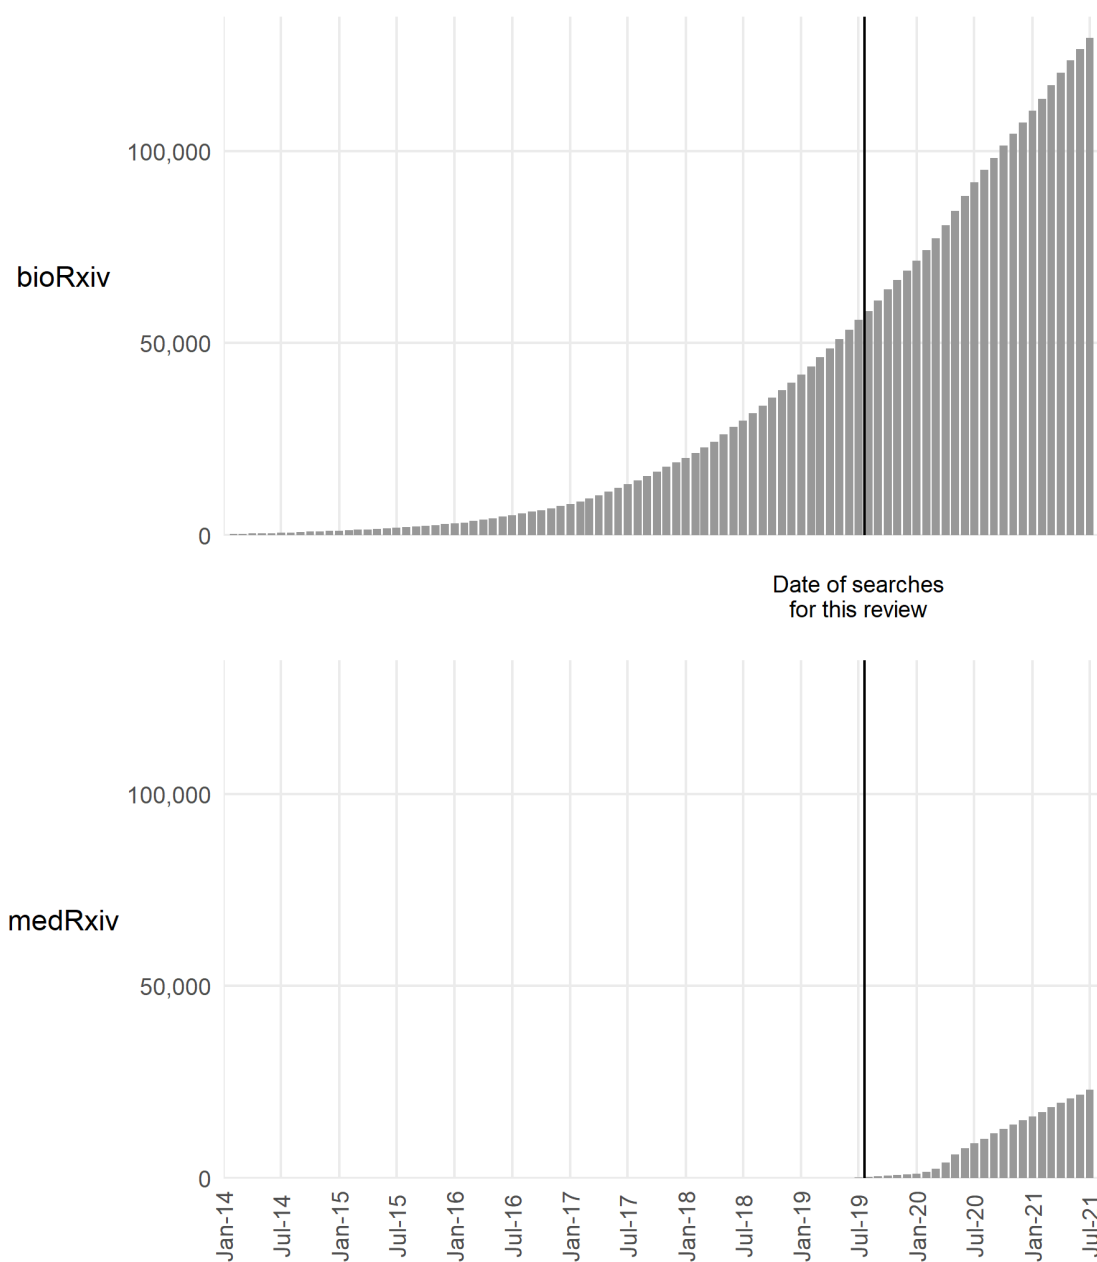 100,000
bioRxiv
50,000
0
Date of searches
for this review
100,000
medRxiv
50,000
0
Jan-14
Jul-14
Jan-15
Jul-15
Jan-16
Jul-16
Jan-17
Jul-17
Jan-18
Jul-18
Jan-19
Jul-19
Jan-20
Jul-20
Jan-21
Jul-21